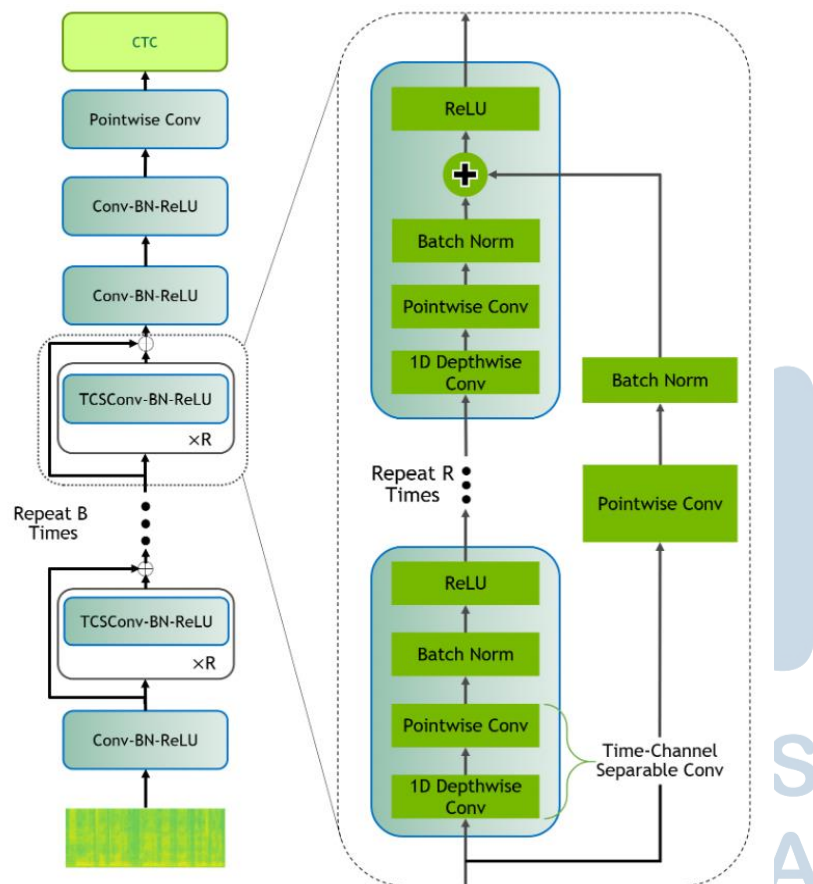 CTC
Pointwise Conv
Conv-BN-ReLU
Conv-BN-ReLU
TCSConv-BN-ReLU
×R
Repeat B
Times
TCSConv-BN-ReLU
×R
Conv-BN-ReLU
ReLU
Batch Norm
Pointwise Conv
1D Depthwise
Conv
Repeat R
Times
ReLU
Batch Norm
Pointwise Conv
1D Depthwise
Conv
Batch Norm
Pointwise Conv
Time-Channel
Separable Conv
S
A